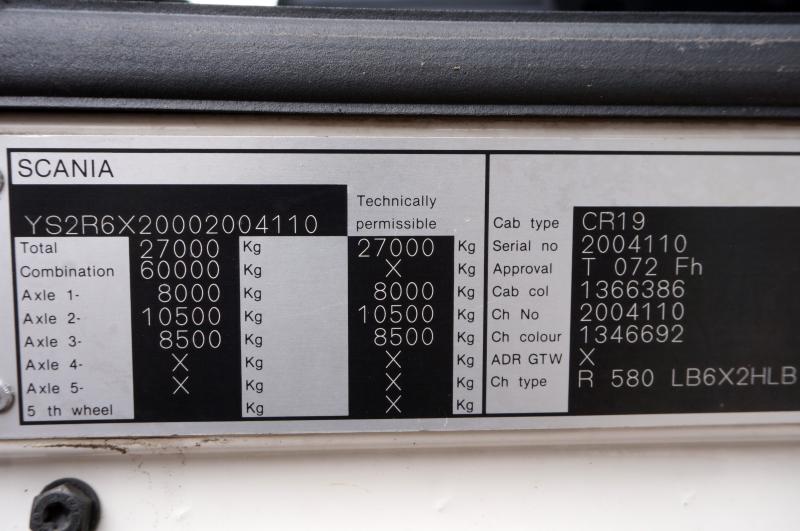 SCANIA
Technically
YS2R6X20002004110 permissible
Total 27000 Kg 27000 Kg
Combination 60000 Kg X Kg
Axle 1- 8000 Kg 8000 Kg
Axle 2- 10500 Kg 10500 Kg
Axle 3- 8500 Kg 8500 Kg
Axle 4- X Kg X Kg
Axle 5- X Kg X Kg
5 th wheel Kg X Kg
Cab type CR19
Serial no 2004110
Approval T 072 Fh
Cab col 1366386
Ch No 2004110
Ch colour 1346692
ADR GTW X
Ch type R 580 LB6X2HLB